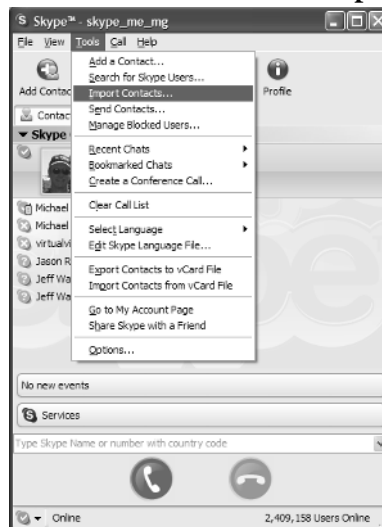 Skype™ - skype_me_mg
File View Tools Call Help
Add Contac
Profile
Contac
Skype
Michael
Michael
virtualvi
Jason R
Jeff Wa
Jeff Wa
Add a Contact...
Search for Skype Users...
Import Contacts...
Send Contacts...
Manage Blocked Users...
Recent Chats
Bookmarked Chats
Create a Conference Call...
Clear Call List
Select Language
Edit Skype Language File...
Export Contacts to vCard File
Import Contacts from vCard File
Go to My Account Page
Share Skype with a Friend
Options...
No new events
Services
Type Skype Name or number with country code
Online
2,409,158 Users Online